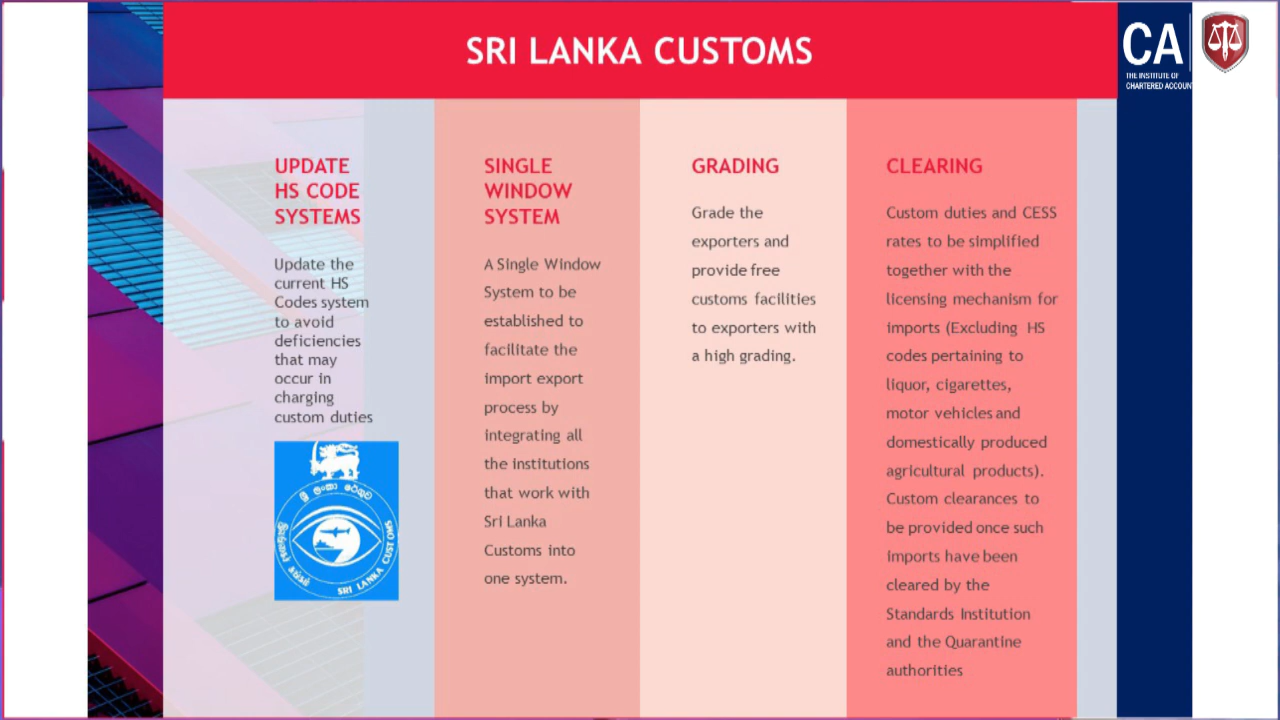 SRI LANKA CUSTOMS
CA
THE INSTITUTE OF
CHARTERED ACCOUN
UPDATE
HS CODE
SYSTEMS
Update the
current HS
Codes system
to avoid
deficiencies
that may
occur in
charging
custom duties
ශ්‍රී ලංකා රේගුව
SRI LANKA CUSTOMS
SINGLE
WINDOW
SYSTEM
A Single Window
System to be
established to
facilitate the
import export
process by
integrating all
the institutions
that work with
Sri Lanka
Customs into
one system.
GRADING
Grade the
exporters and
provide free
customs facilities
to exporters with
a high grading.
CLEARING
Custom duties and CESS
rates to be simplified
together with the
licensing mechanism for
imports (Excluding HS
codes pertaining to
liquor, cigarettes,
motor vehicles and
domestically produced
agricultural products).
Custom clearances to
be provided once such
imports have been
cleared by the
Standards Institution
and the Quarantine
authorities